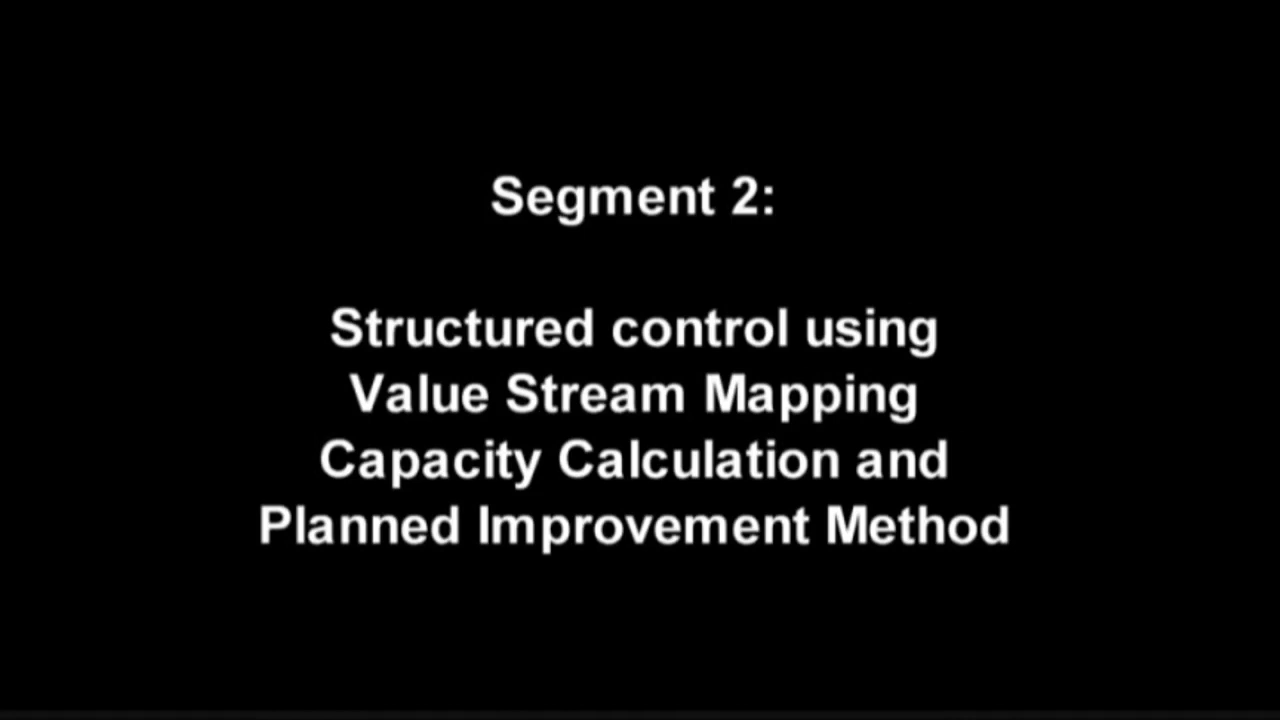 Segment 2:
Structured control using
Value Stream Mapping
Capacity Calculation and
Planned Improvement Method